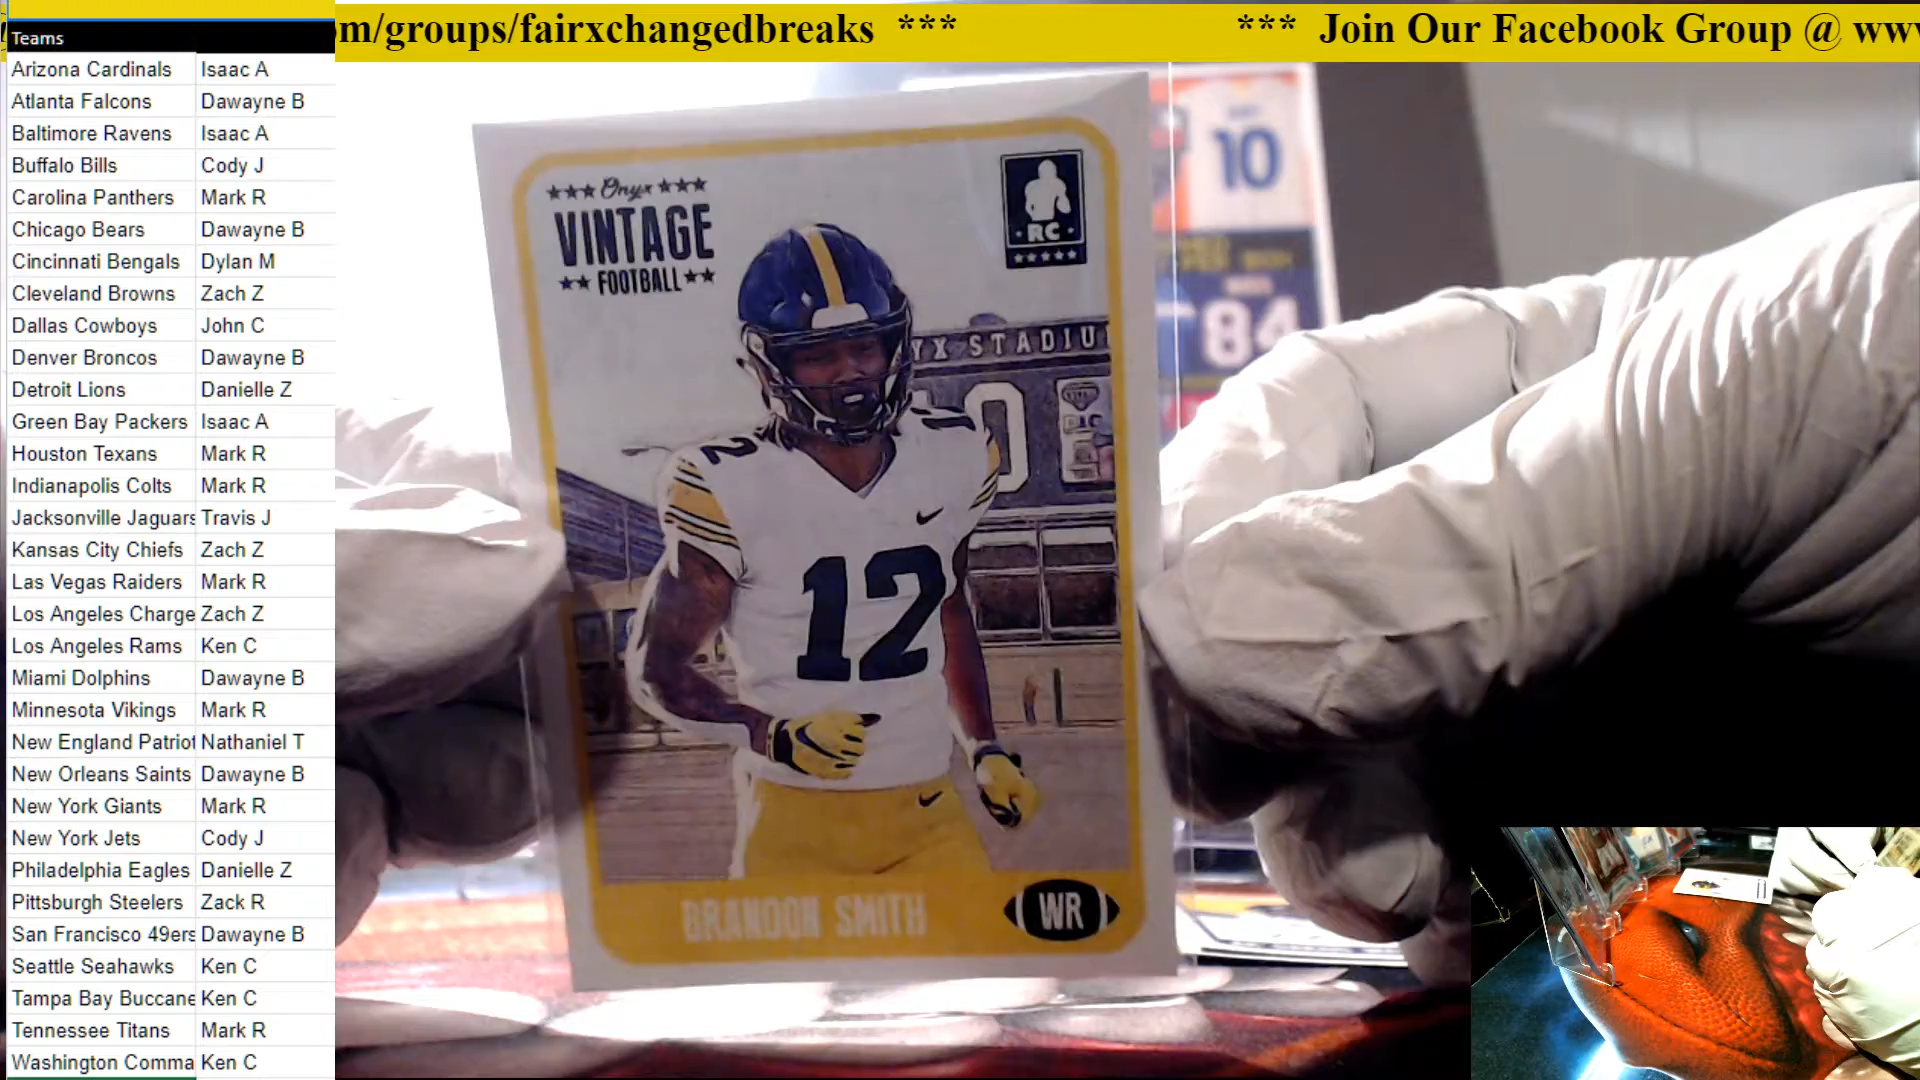 m/groups/fairxchangedbreaks *** *** Join Our Facebook Group @ www
Teams
Arizona Cardinals Isaac A
Atlanta Falcons Dawayne B
Baltimore Ravens Isaac A
Buffalo Bills Cody J
Carolina Panthers Mark R
Chicago Bears Dawayne B
Cincinnati Bengals Dylan M
Cleveland Browns Zach Z
Dallas Cowboys John C
Denver Broncos Dawayne B
Detroit Lions Danielle Z
Green Bay Packers Isaac A
Houston Texans Mark R
Indianapolis Colts Mark R
Jacksonville Jaguars Travis J
Kansas City Chiefs Zach Z
Las Vegas Raiders Mark R
Los Angeles Charge Zach Z
Los Angeles Rams Ken C
Miami Dolphins Dawayne B
Minnesota Vikings Mark R
New England Patriot Nathaniel T
New Orleans Saints Dawayne B
New York Giants Mark R
New York Jets Cody J
Philadelphia Eagles Danielle Z
Pittsburgh Steelers Zack R
San Francisco 49ers Dawayne B
Seattle Seahawks Ken C
Tampa Bay Buccane Ken C
Tennessee Titans Mark R
Washington Comma Ken C
*** Onyx ***
VINTAGE
** FOOTBALL **
RC
*****
YX STADIU
12
12
12
BRANDON SMITH
WR
10
84